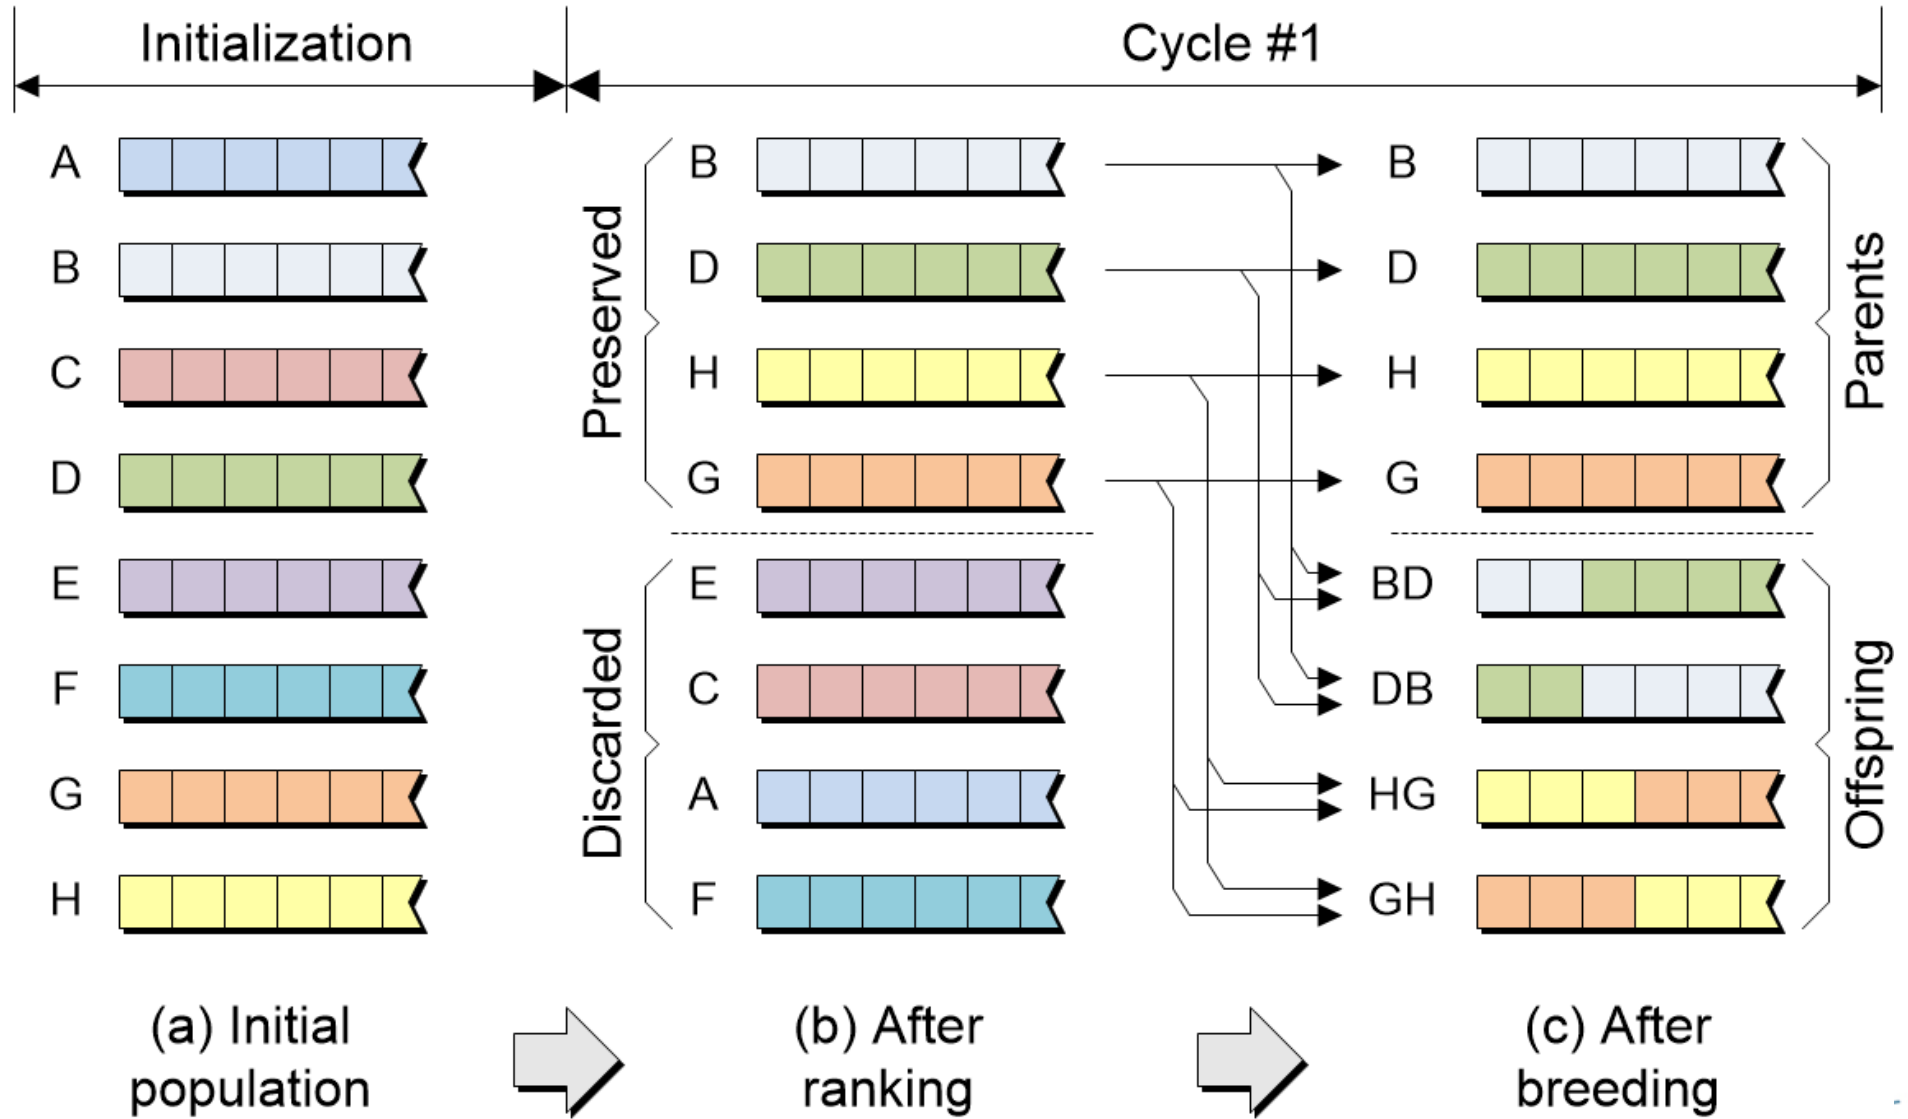 Initialization
Cycle #1
A
B
C
D
E
F
G
H
Preserved
Discarded
B
D
H
G
E
C
A
F
B
D
H
G
BD
DB
HG
GH
Parents
Offspring
(a) Initial
population
(b) After
ranking
(c) After
breeding